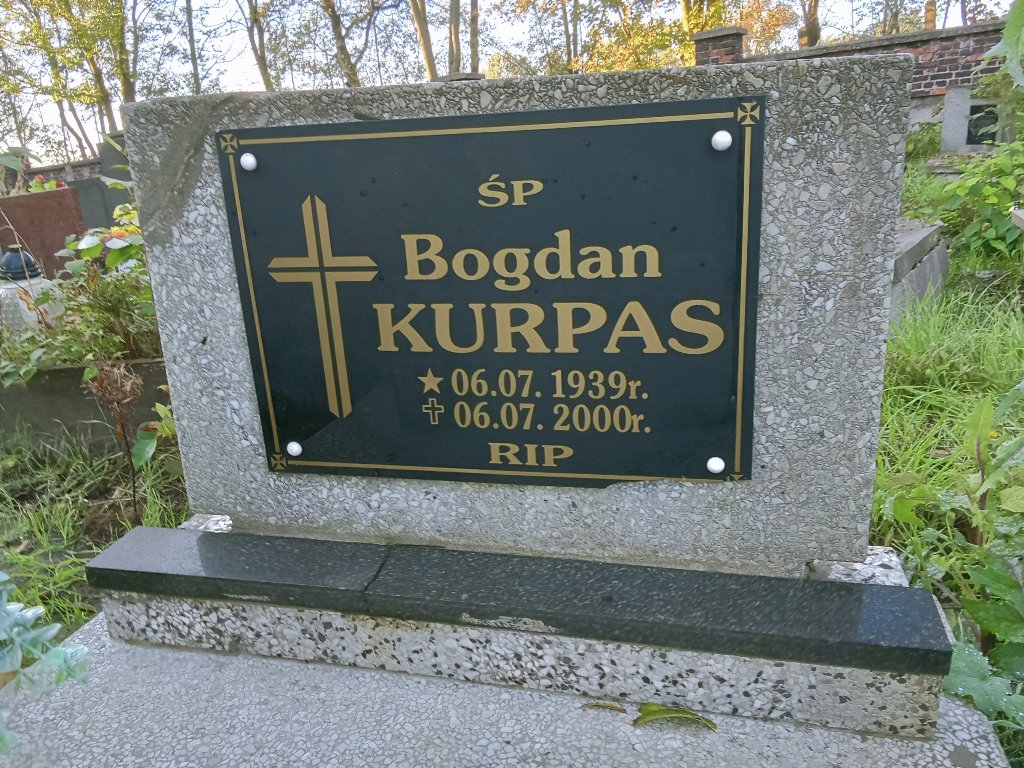 ŚP
Bogdan
KURPAS
06.07. 1939r.
06.07. 2000r.
RIP